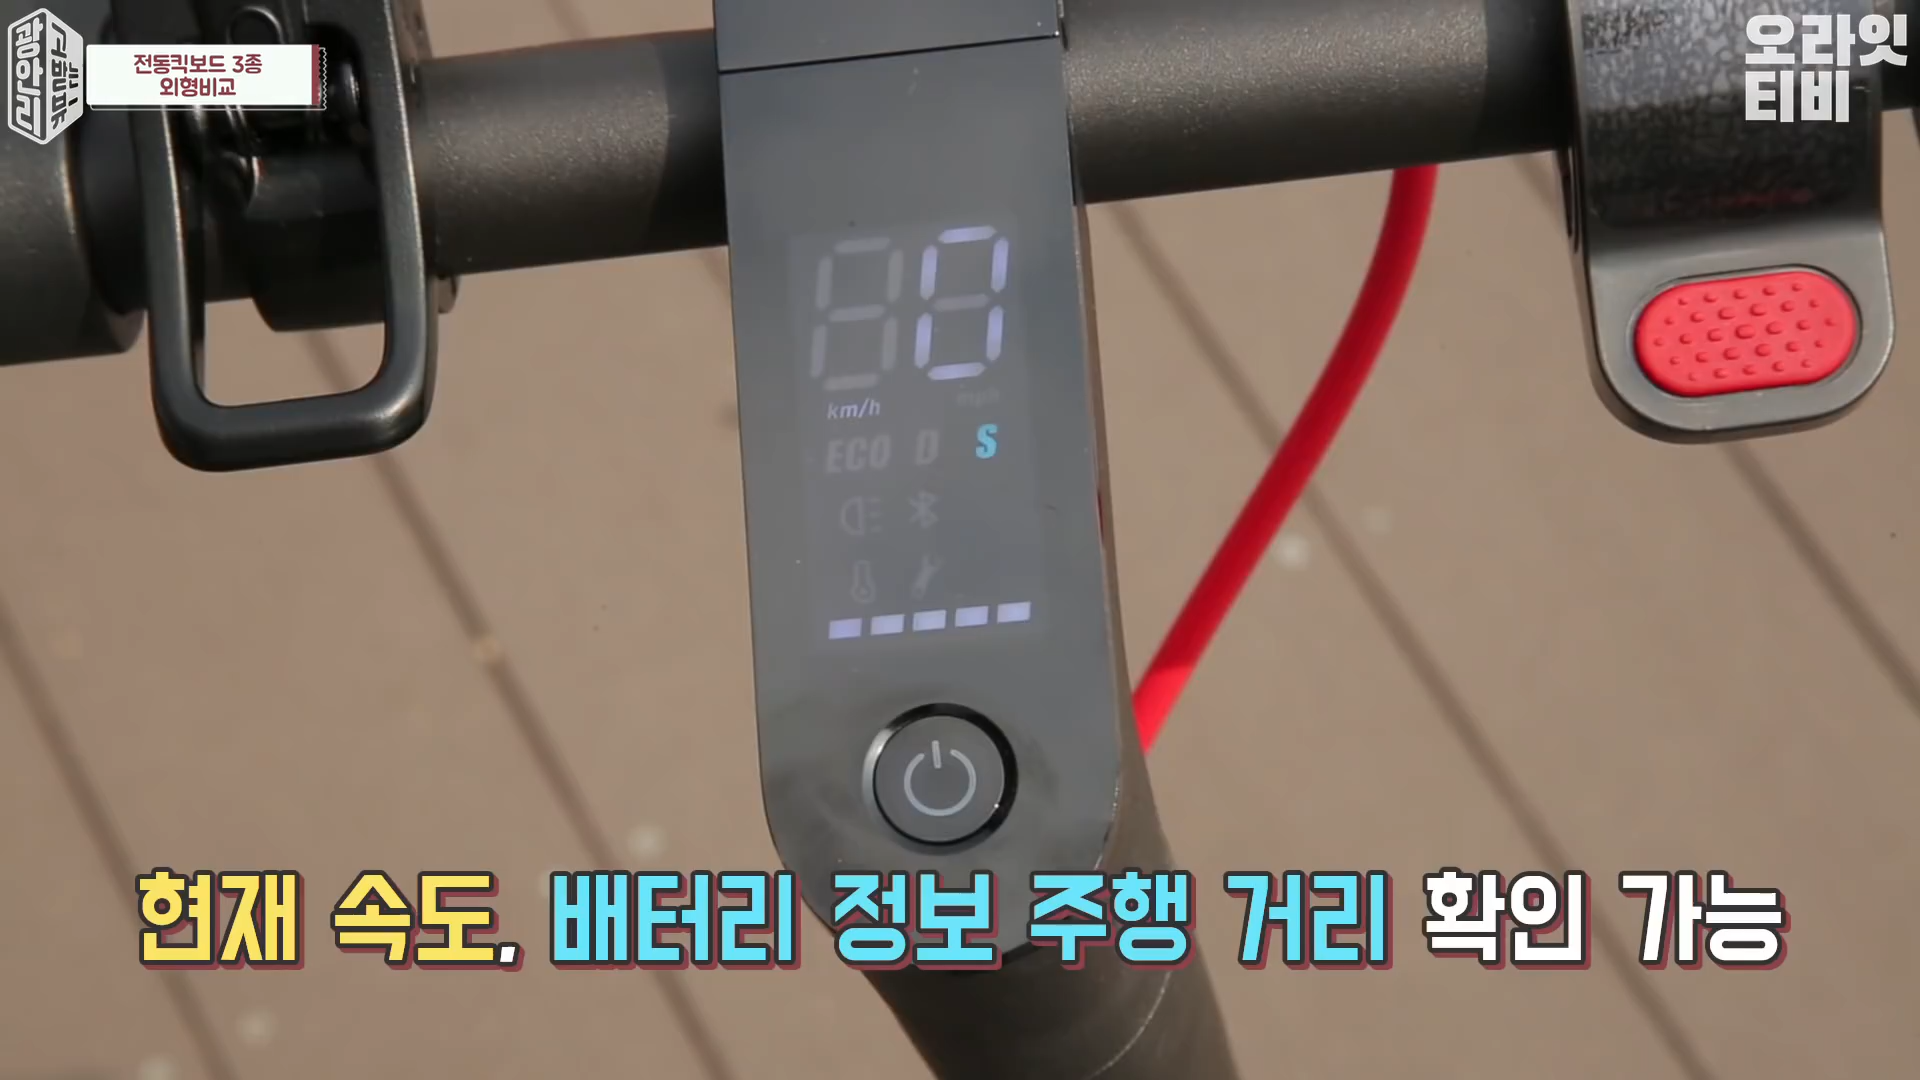 광안리
고발뷰!
전동킥보드 3종
외형비교
오라잇
티비
0
km/h
mph
ECO D S
현재 속도, 배터리 정보 주행 거리 확인 가능